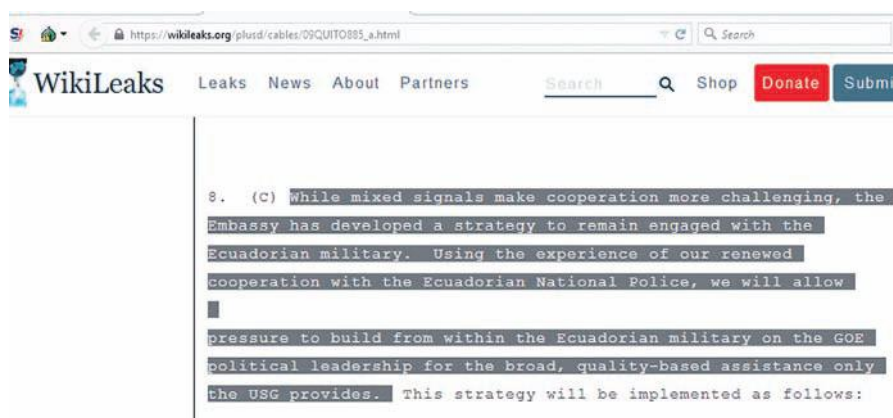 S!
https://wikileaks.org/plusd/cables/09QUITO885_a.html
Search
WikiLeaks Leaks News About Partners Search Shop Donate Submi
8. (C) While mixed signals make cooperation more challenging, the
Embassy has developed a strategy to remain engaged with the
Ecuadorian military. Using the experience of our renewed
cooperation with the Ecuadorian National Police, we will allow
pressure to build from within the Ecuadorian military on the GOE
political leadership for the broad, quality-based assistance only
the USG provides. This strategy will be implemented as follows: